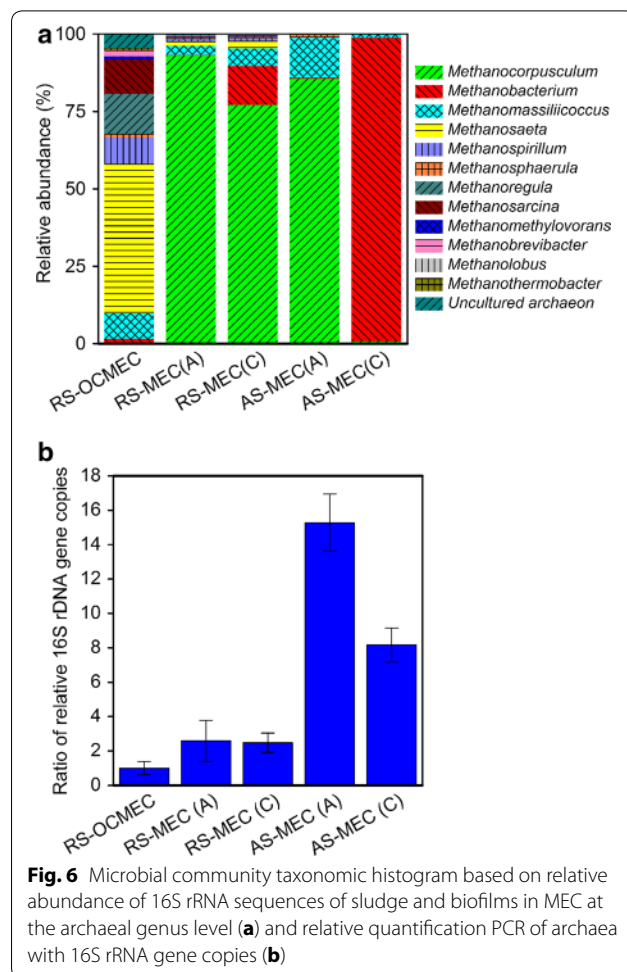 a
100
75
50
25
0
Relative abundance (%)
RS-OCMEC
RS-MEC(A)
RS-MEC(C)
AS-MEC(A)
AS-MEC(C)
Methanocorpusculum
Methanobacterium
Methanomassiliicoccus
Methanosaeta
Methanospirillum
Methanosphaerula
Methanoregula
Methanosarcina
Methanomethylovorans
Methanobrevibacter
Methanolobus
Methanothermobacter
Uncultured archaeon
b
18
16
14
12
10
8
6
4
2
0
Ratio of relative 16S rDNA gene copies
RS-OCMEC
RS-MEC (A)
RS-MEC (C)
AS-MEC (A)
AS-MEC (C)
Fig. 6 Microbial community taxonomic histogram based on relative
abundance of 16S rRNA sequences of sludge and biofilms in MEC at
the archaeal genus level (a) and relative quantification PCR of archaea
with 16S rRNA gene copies (b)